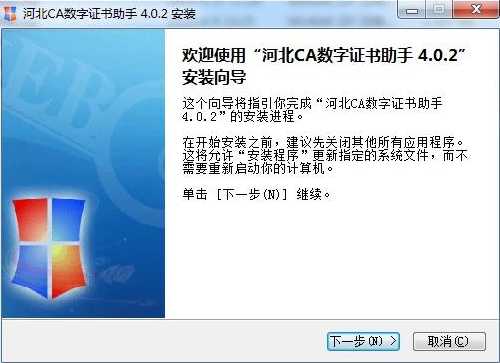 河北CA数字证书助手 4.0.2 安装
欢迎使用“河北CA数字证书助手 4.0.2”
安装向导
这个向导将指引你完成“河北CA数字证书助手
4.0.2”的安装进程。
在开始安装之前，建议先关闭其他所有应用程序。
这将允许“安装程序”更新指定的系统文件，而不
需要重新启动你的计算机。
单击 [下一步(N)] 继续。
下一步(N) >
取消(C)